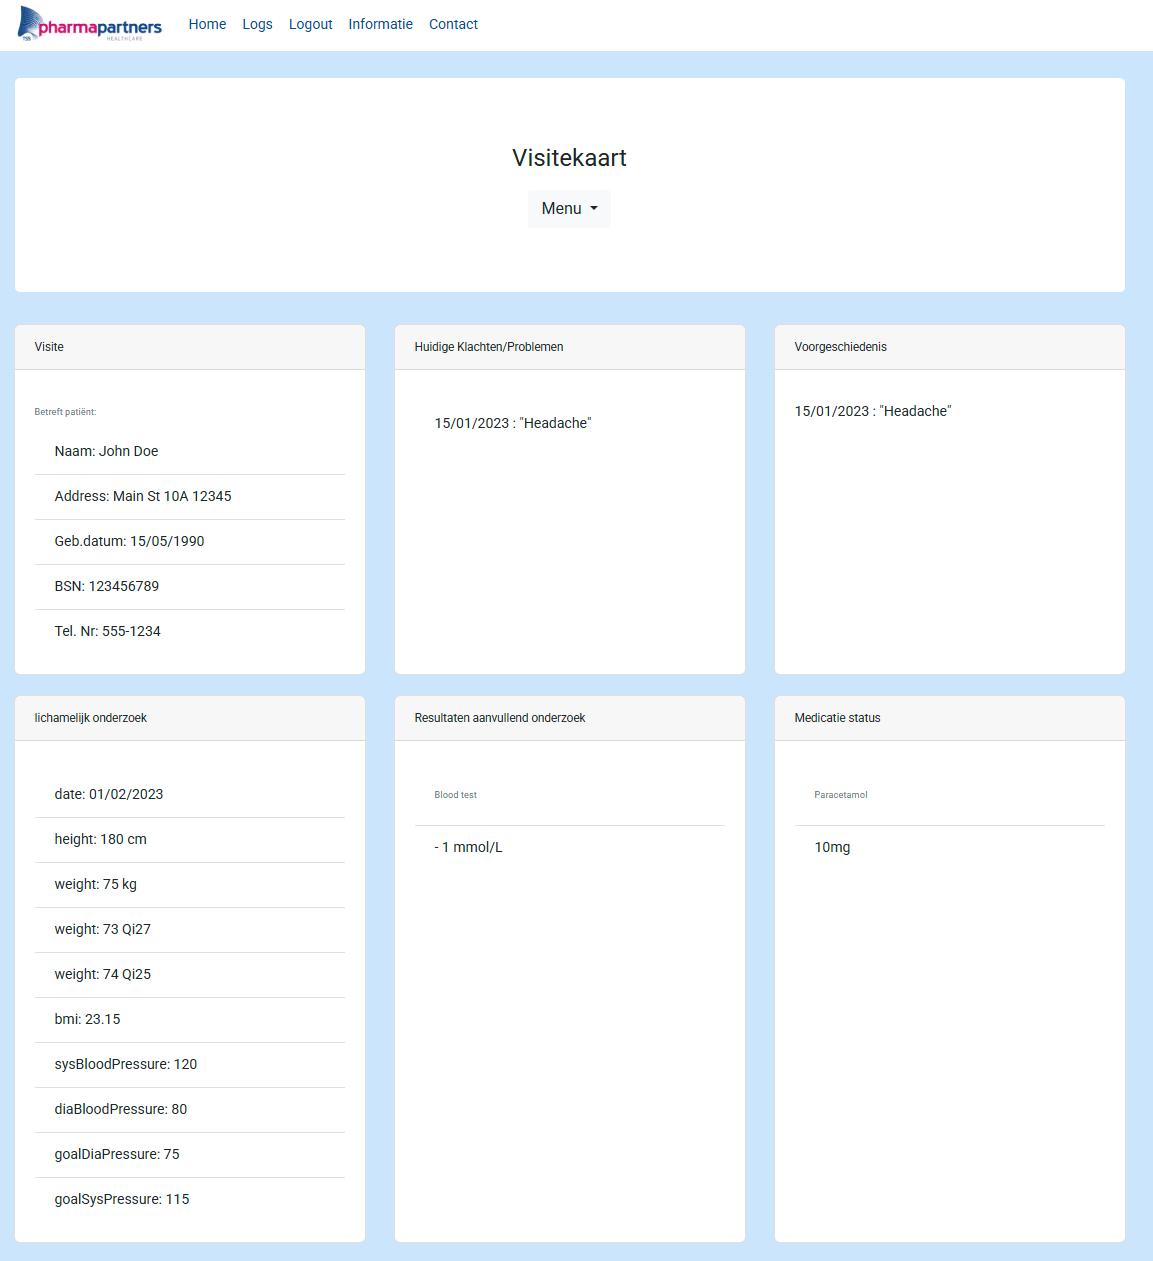 pharmapartners
HEALTHCARE
Home Logs Logout Informatie Contact
Visitekaart
Menu
Visite
Betreft patiënt:
Naam: John Doe
Address: Main St 10A 12345
Geb.datum: 15/05/1990
BSN: 123456789
Tel. Nr: 555-1234
Huidige Klachten/Problemen
15/01/2023 : "Headache"
Voorgeschiedenis
15/01/2023 : "Headache"
lichamelijk onderzoek
date: 01/02/2023
height: 180 cm
weight: 75 kg
weight: 73 Qi27
weight: 74 Qi25
bmi: 23.15
sysBloodPressure: 120
diaBloodPressure: 80
goalDiaPressure: 75
goalSysPressure: 115
Resultaten aanvullend onderzoek
Blood test
- 1 mmol/L
Medicatie status
Paracetamol
10mg